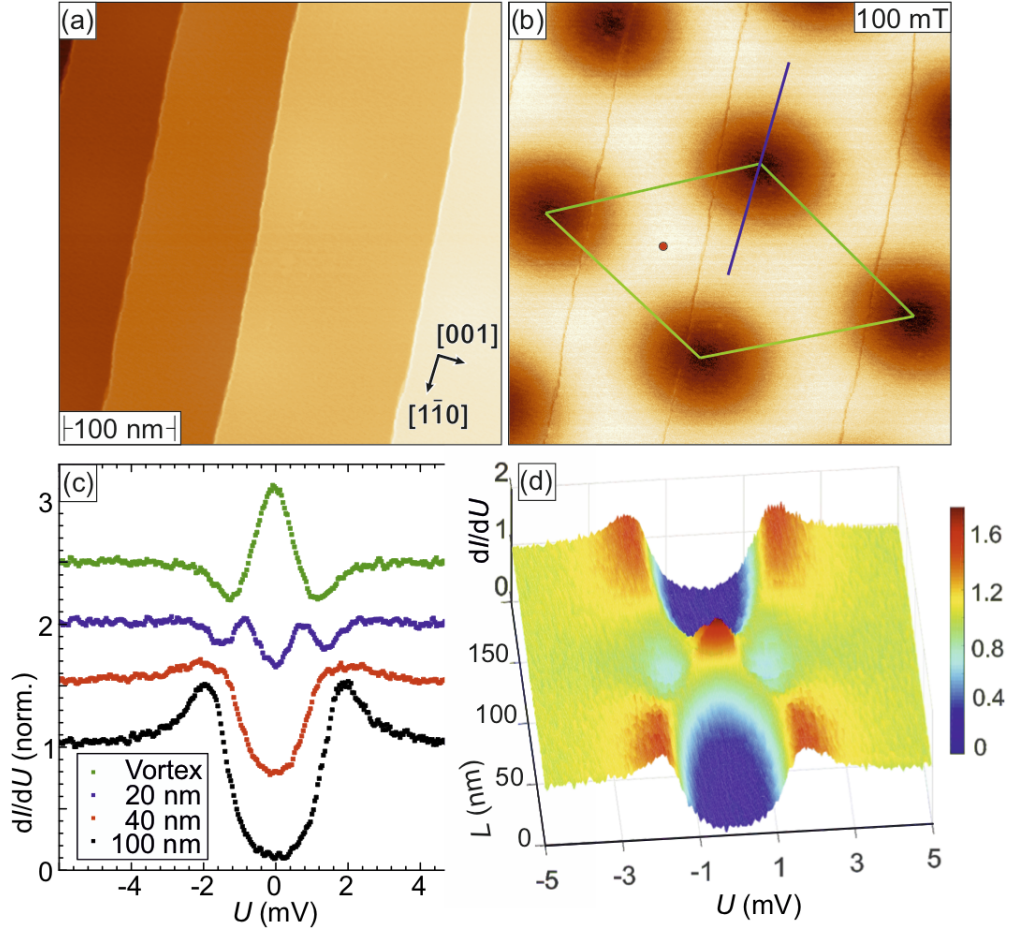 (a)
[001]
[11̅0]
100 nm
(b)
100 mT
(c)
3
2
1
0
dI/dU (norm.)
Vortex
20 nm
40 nm
100 nm
-4
-2
0
2
4
U (mV)
(d)
2
1
0
dI/dU
150
100
50
0
L (nm)
-5
-3
-1
1
3
5
U (mV)
1.6
1.2
0.8
0.4
0